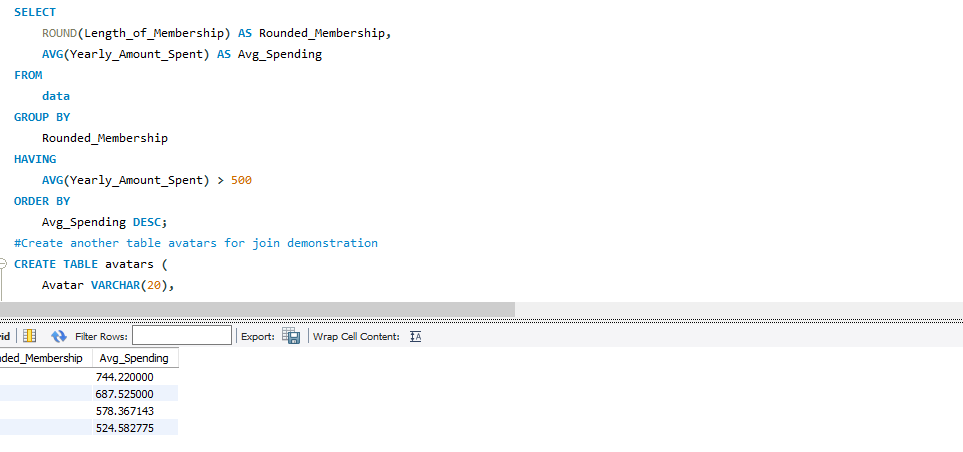 SELECT
ROUND(Length_of_Membership) AS Rounded_Membership,
AVG(Yearly_Amount_Spent) AS Avg_Spending
FROM
data
GROUP BY
Rounded_Membership
HAVING
AVG(Yearly_Amount_Spent) > 500
ORDER BY
Avg_Spending DESC;
#Create another table avatars for join demonstration
CREATE TABLE avatars (
Avatar VARCHAR(20),
rid Filter Rows: Export: Wrap Cell Content:
nded_Membership Avg_Spending
744.220000
687.525000
578.367143
524.582775